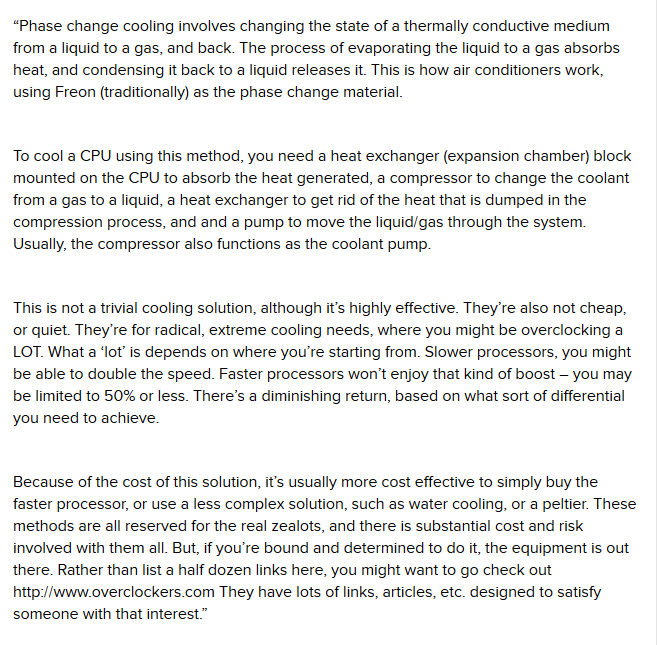 “Phase change cooling involves changing the state of a thermally conductive medium
from a liquid to a gas, and back. The process of evaporating the liquid to a gas absorbs
heat, and condensing it back to a liquid releases it. This is how air conditioners work,
using Freon (traditionally) as the phase change material.
To cool a CPU using this method, you need a heat exchanger (expansion chamber) block
mounted on the CPU to absorb the heat generated, a compressor to change the coolant
from a gas to a liquid, a heat exchanger to get rid of the heat that is dumped in the
compression process, and and a pump to move the liquid/gas through the system.
Usually, the compressor also functions as the coolant pump.
This is not a trivial cooling solution, although it’s highly effective. They’re also not cheap,
or quiet. They’re for radical, extreme cooling needs, where you might be overclocking a
LOT. What a ‘lot’ is depends on where you’re starting from. Slower processors, you might
be able to double the speed. Faster processors won’t enjoy that kind of boost – you may
be limited to 50% or less. There’s a diminishing return, based on what sort of differential
you need to achieve.
Because of the cost of this solution, it’s usually more cost effective to simply buy the
faster processor, or use a less complex solution, such as water cooling, or a peltier. These
methods are all reserved for the real zealots, and there is substantial cost and risk
involved with them all. But, if you’re bound and determined to do it, the equipment is out
there. Rather than list a half dozen links here, you might want to go check out
http://www.overclockers.com They have lots of links, articles, etc. designed to satisfy
someone with that interest.”